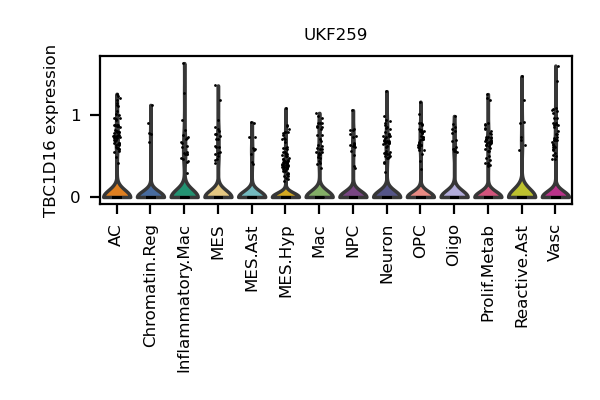 UKF259
TBC1D16 expression
1
0
AC
Chromatin.Reg
Inflammatory.Mac
MES
MES.Ast
MES.Hyp
Mac
NPC
Neuron
OPC
Oligo
Prolif.Metab
Reactive.Ast
Vasc